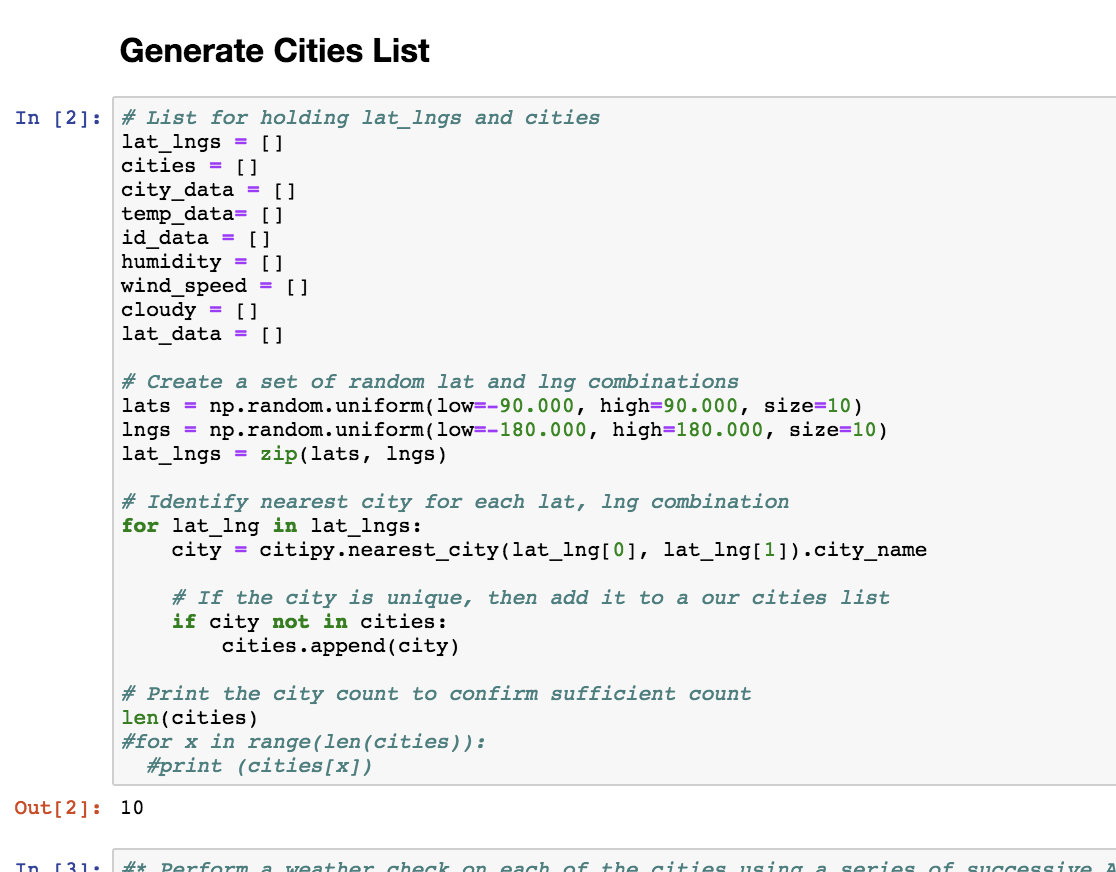 Generate Cities List
In [2]:
# List for holding lat_lngs and cities
lat_lngs = []
cities = []
city_data = []
temp_data= []
id_data = []
humidity = []
wind_speed = []
cloudy = []
lat_data = []
# Create a set of random lat and lng combinations
lats = np.random.uniform(low=-90.000, high=90.000, size=10)
lngs = np.random.uniform(low=-180.000, high=180.000, size=10)
lat_lngs = zip(lats, lngs)
# Identify nearest city for each lat, lng combination
for lat_lng in lat_lngs:
    city = citipy.nearest_city(lat_lng[0], lat_lng[1]).city_name
    # If the city is unique, then add it to a our cities list
    if city not in cities:
        cities.append(city)
# Print the city count to confirm sufficient count
len(cities)
#for x in range(len(cities)):
  #print (cities[x])
Out[2]: 10
In [3]:
#* Perform a weather check on each of the cities using a series of successive A